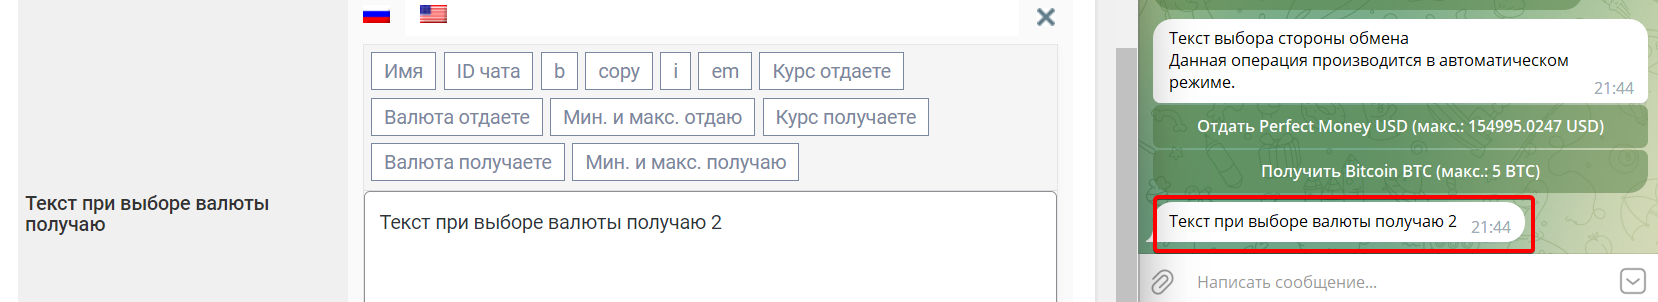 Имя ID чата b copy i em Курс отдаете
Валюта отдаете Мин. и макс. отдаю Курс получаете
Валюта получаете Мин. и макс. получаю
Текст при выборе валюты
получаю
Текст при выборе валюты получаю 2
Текст выбора стороны обмена
Данная операция производится в автоматическом
режиме.
21:44
Отдать Perfect Money USD (макс.: 154995.0247 USD)
Получить Bitcoin BTC (макс.: 5 BTC)
Текст при выборе валюты получаю 2 21:44
Написать сообщение...